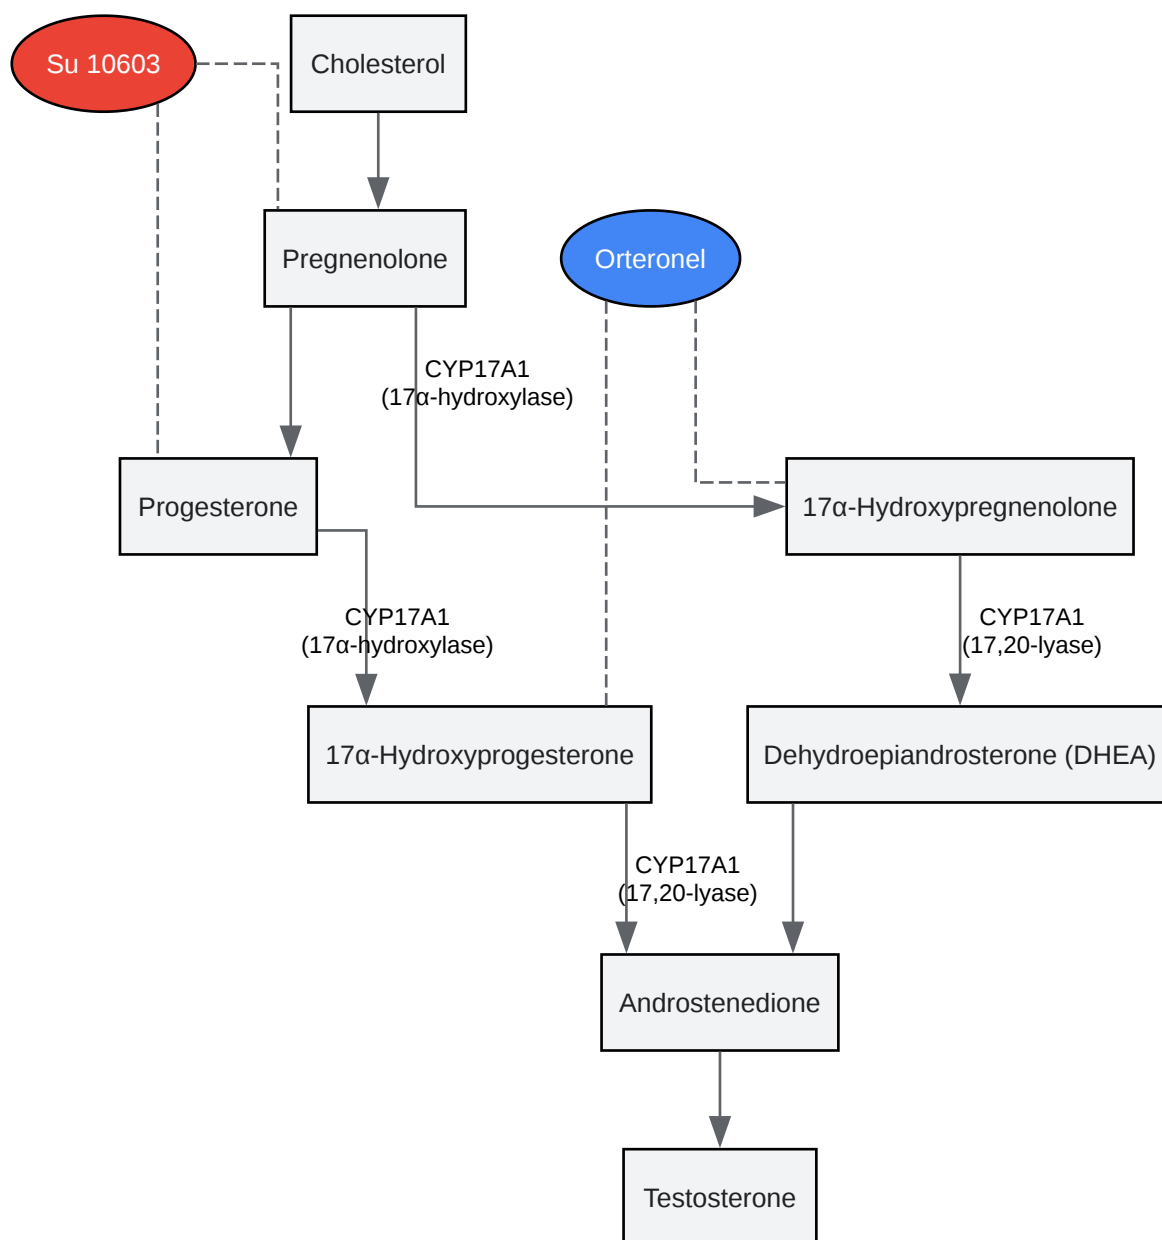 Su 10603
Cholesterol
Pregnenolone
Orteronel
CYP17A1
(17α-hydroxylase)
Progesterone
17α-Hydroxypregnenolone
CYP17A1
(17α-hydroxylase)
CYP17A1
(17,20-lyase)
17α-Hydroxyprogesterone
Dehydroepiandrosterone (DHEA)
CYP17A1
(17,20-lyase)
Androstenedione
Testosterone